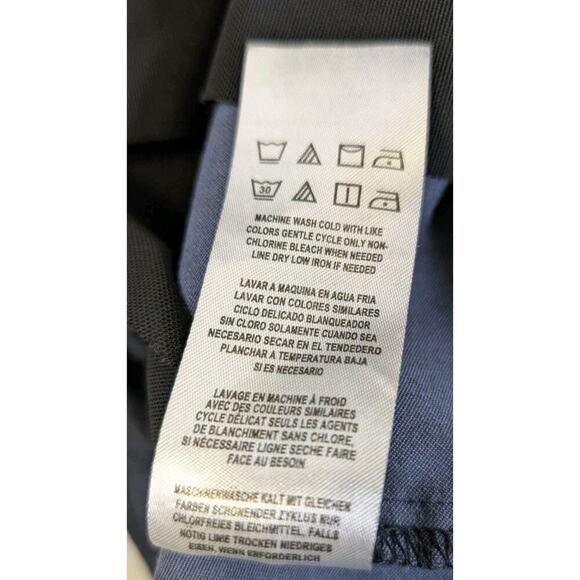 30
MACHINE WASH COLD WITH LIKE
COLORS GENTLE CYCLE ONLY NON-
CHLORINE BLEACH WHEN NEEDED
LINE DRY LOW IRON IF NEEDED
LAVAR A MAQUINA EN AGUA FRIA
LAVAR CON COLORES SIMILARES
CICLO DELICADO BLANQUEADOR
SIN CLORO SOLAMENTE CUANDO SEA
NECESARIO SECAR EN EL TENDEDERO
PLANCHAR A TEMPERATURA BAJA
SI ES NECESARIO
LAVAGE EN MACHINE À FROID
AVEC DES COULEURS SIMILAIRES
CYCLE DÉLICAT SEULS LES AGENTS
DE BLANCHIMENT SANS CHLORE,
SI NÉCESSAIRE LIGNE SECHE FAIRE
FACE AU BESOIN
MASCHINENWÄSCHE KALT MIT GLEICHEN
FARBEN SCHONENDER ZYKLUS NUR
CHLORFREIES BLEICHMITTEL, FALLS
NÖTIG LINIE TROCKEN NIEDRIGES
EISEN, WENN ERFORDERLICH